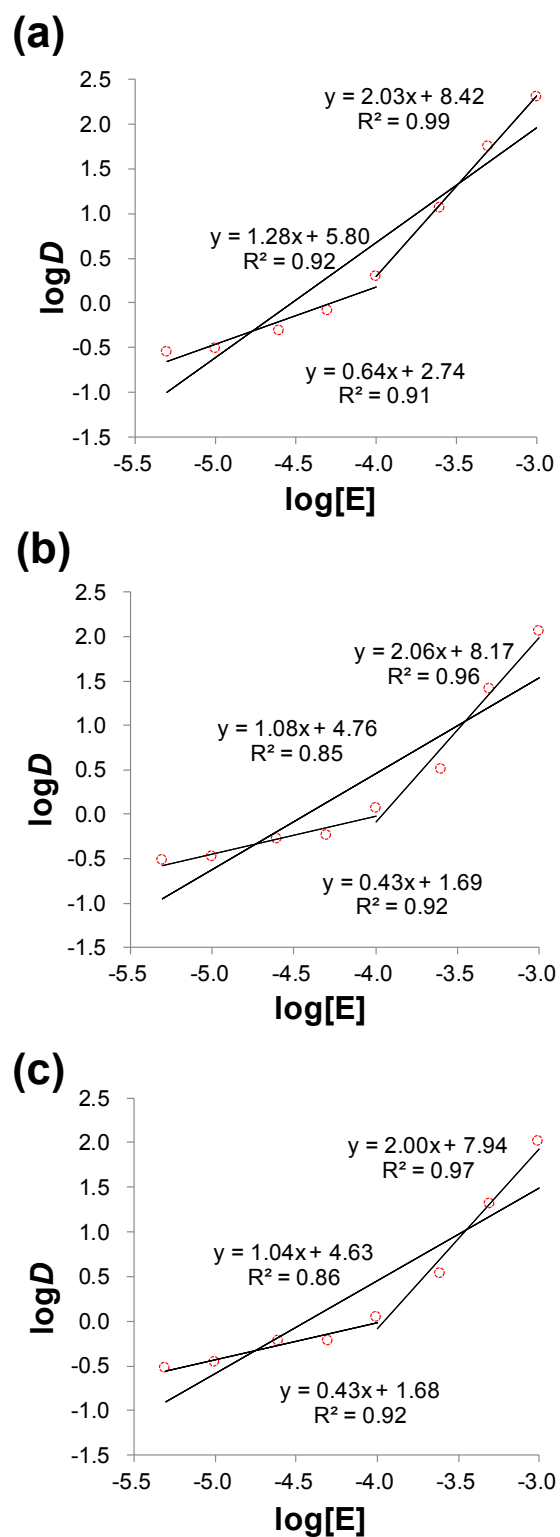 (a)
2.5
2.0
1.5
1.0
0.5
0.0
-0.5
-1.0
-1.5
logD
y = 2.03x + 8.42
R² = 0.99
y = 1.28x + 5.80
R² = 0.92
y = 0.64x + 2.74
R² = 0.91
-5.5 -5.0 -4.5 -4.0 -3.5 -3.0
log[E]
(b)
2.5
2.0
1.5
1.0
0.5
0.0
-0.5
-1.0
-1.5
logD
y = 2.06x + 8.17
R² = 0.96
y = 1.08x + 4.76
R² = 0.85
y = 0.43x + 1.69
R² = 0.92
-5.5 -5.0 -4.5 -4.0 -3.5 -3.0
log[E]
(c)
2.5
2.0
1.5
1.0
0.5
0.0
-0.5
-1.0
-1.5
logD
y = 2.00x + 7.94
R² = 0.97
y = 1.04x + 4.63
R² = 0.86
y = 0.43x + 1.68
R² = 0.92
-5.5 -5.0 -4.5 -4.0 -3.5 -3.0
log[E]